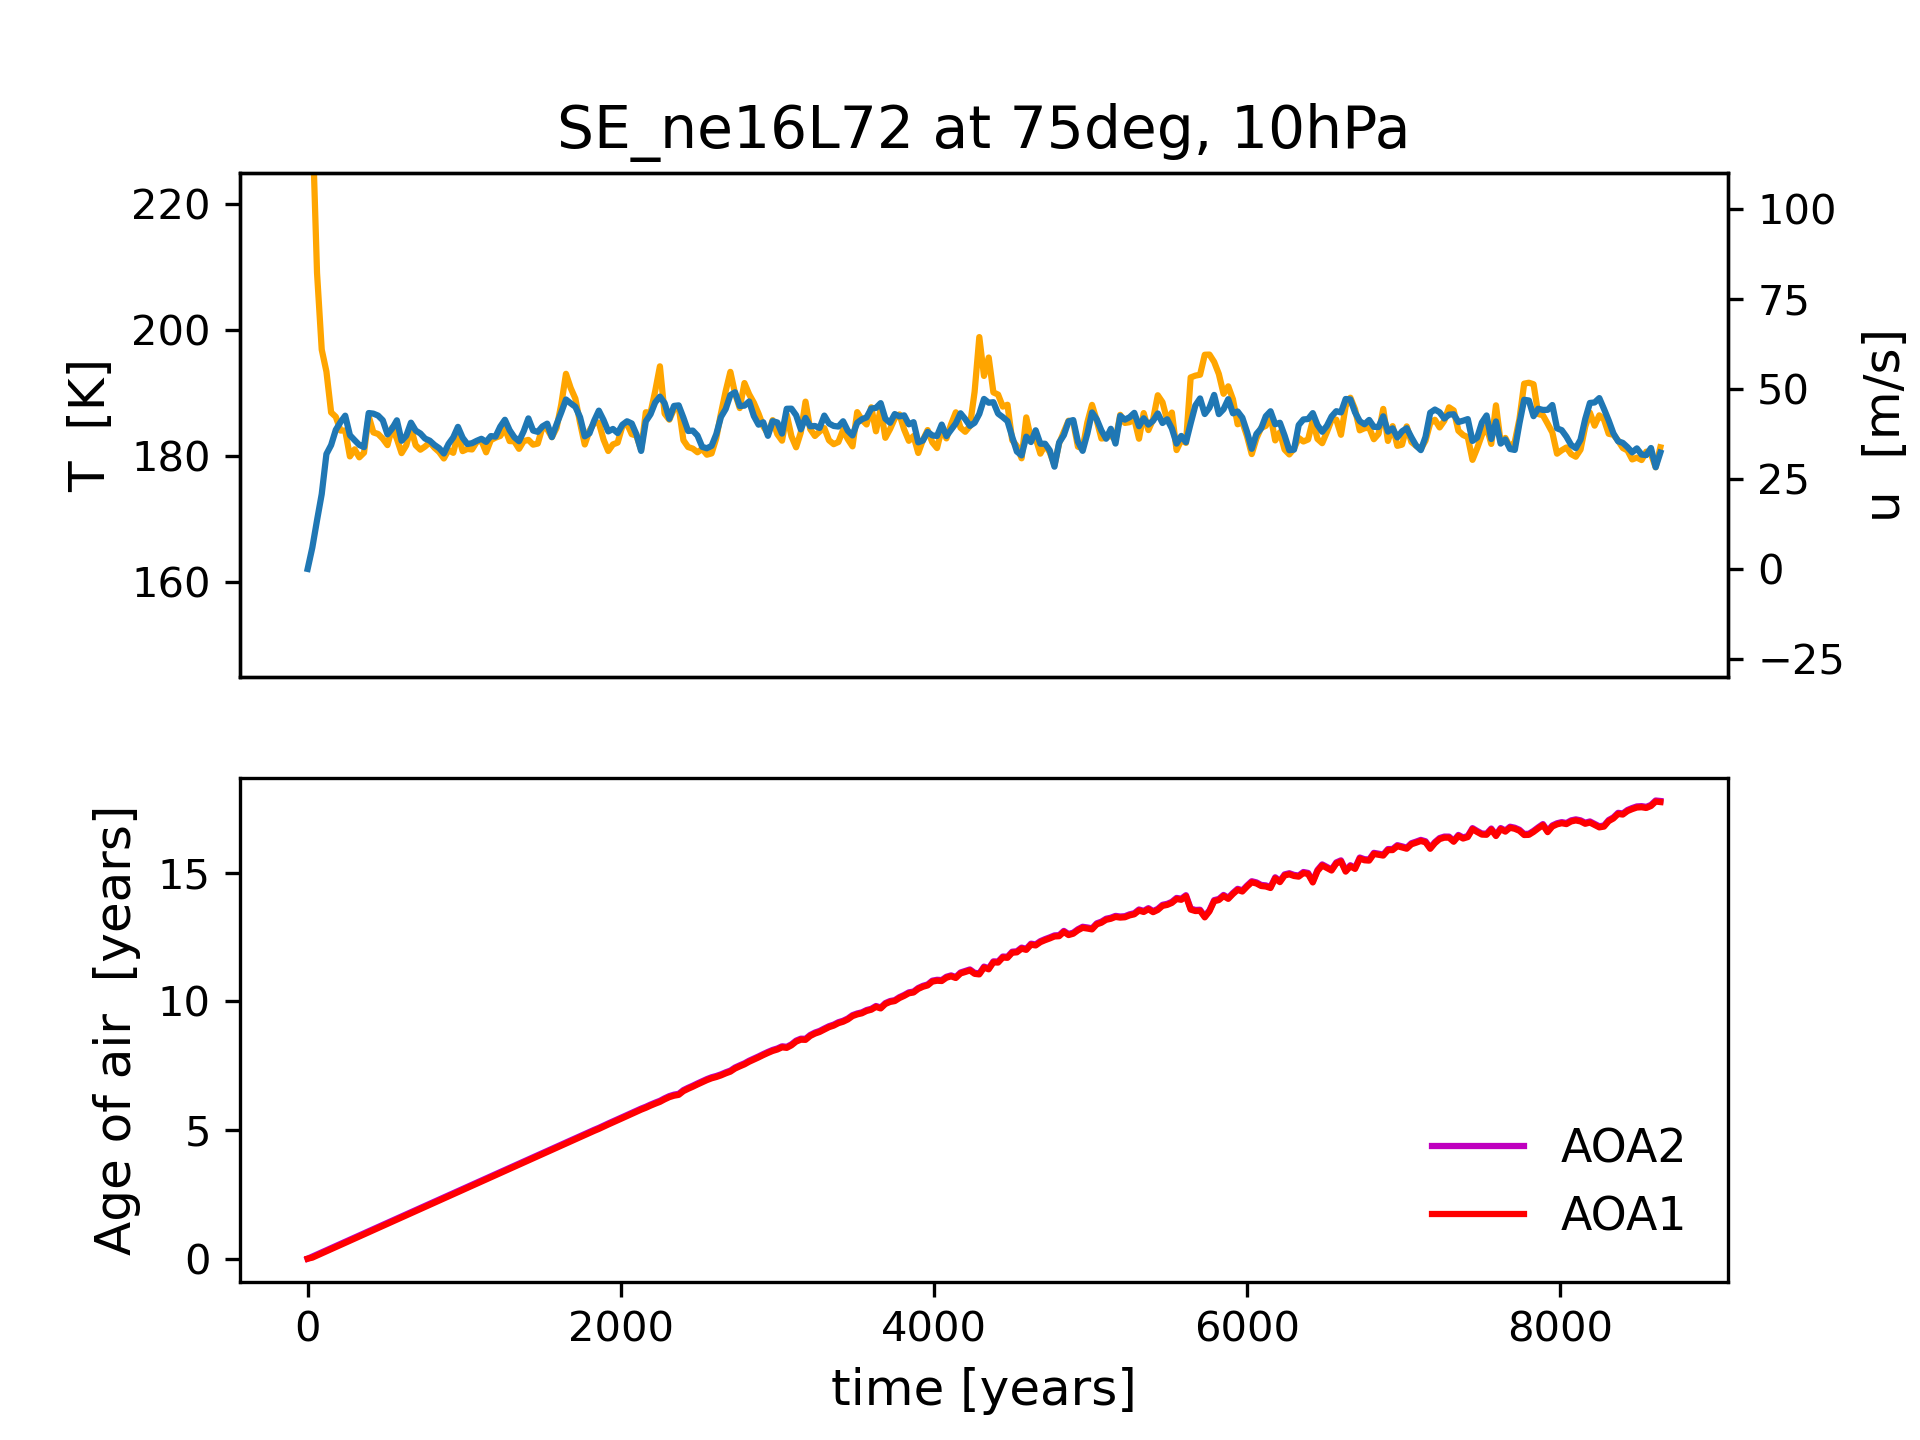 SE_ne16L72 at 75deg, 10hPa
220
200
180
160
T [K]
100
75
50
25
0
−25
u [m/s]
15
10
5
0
Age of air [years]
AOA2
AOA1
0 2000 4000 6000 8000
time [years]